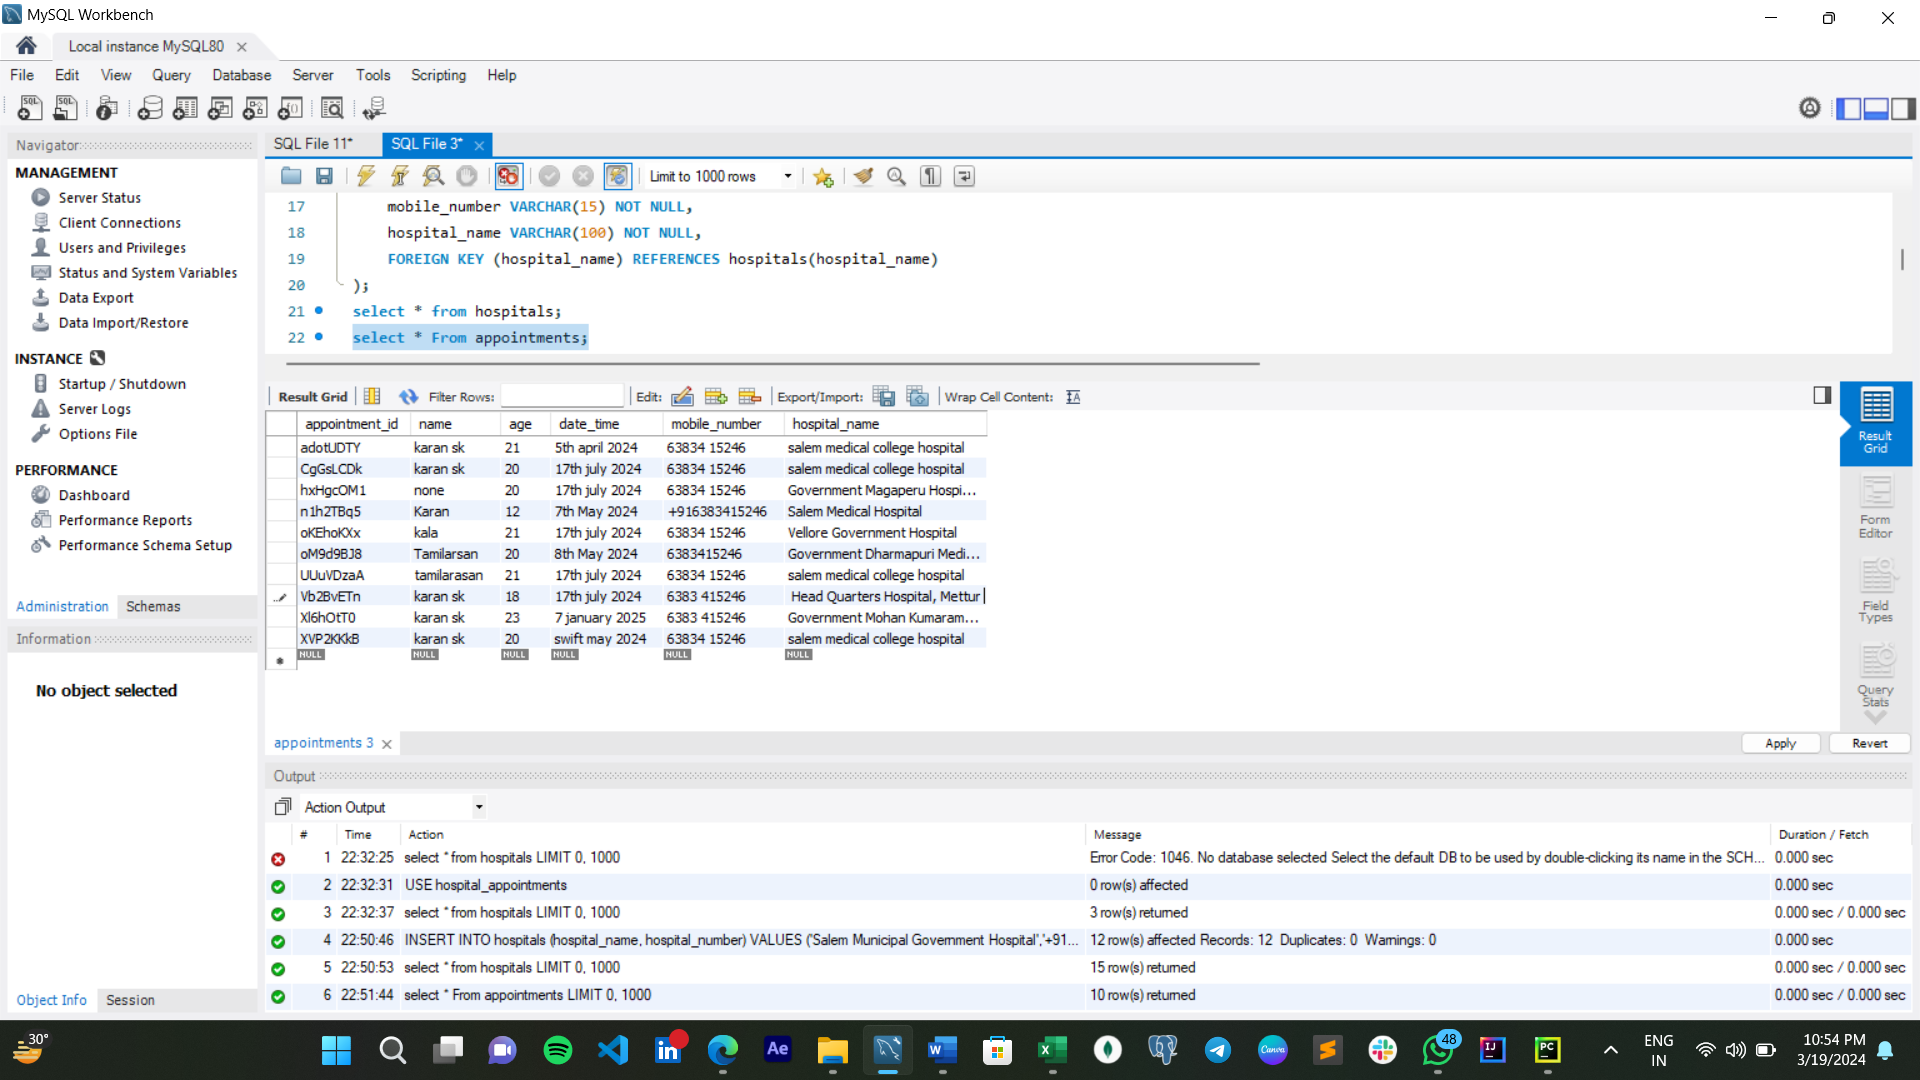 MySQL Workbench
Local instance MySQL80
File Edit View Query Database Server Tools Scripting Help
Navigator
MANAGEMENT
Server Status
Client Connections
Users and Privileges
Status and System Variables
Data Export
Data Import/Restore
INSTANCE
Startup / Shutdown
Server Logs
Options File
PERFORMANCE
Dashboard
Performance Reports
Performance Schema Setup
Administration Schemas
Information
No object selected
Object Info Session
SQL File 11* SQL File 3*
Limit to 1000 rows
17 mobile_number VARCHAR(15) NOT NULL,
18 hospital_name VARCHAR(100) NOT NULL,
19 FOREIGN KEY (hospital_name) REFERENCES hospitals(hospital_name)
20 );
21 select * from hospitals;
22 select * From appointments;
Result Grid Filter Rows: Edit: Export/Import: Wrap Cell Content:
appointment_id name age date_time mobile_number hospital_name
adotUDTY karan sk 21 5th april 2024 63834 15246 salem medical college hospital
CgGsLCDk karan sk 20 17th july 2024 63834 15246 salem medical college hospital
hxHgcOM1 none 20 17th july 2024 63834 15246 Government Magaperu Hospi...
n1h2TBq5 Karan 12 7th May 2024 +916383415246 Salem Medical Hospital
oKEhoKXx kala 21 17th july 2024 63834 15246 Vellore Government Hospital
oM9d9BJ8 Tamilarsan 20 8th May 2024 6383415246 Government Dharmapuri Medi...
UUuVDzaA tamilarasan 21 17th july 2024 63834 15246 salem medical college hospital
Vb2BvETn karan sk 18 17th july 2024 6383 415246 Head Quarters Hospital, Mettur
Xl6hOtT0 karan sk 23 7 january 2025 6383 415246 Government Mohan Kumaram...
XVP2KKkB karan sk 20 swift may 2024 63834 15246 salem medical college hospital
NULL NULL NULL NULL NULL NULL
Result Grid
Form Editor
Field Types
Query Stats
appointments 3
Apply Revert
Output
Action Output
# Time Action Message Duration / Fetch
1 22:32:25 select * from hospitals LIMIT 0, 1000 Error Code: 1046. No database selected Select the default DB to be used by double-clicking its name in the SCH... 0.000 sec
2 22:32:31 USE hospital_appointments 0 row(s) affected 0.000 sec
3 22:32:37 select * from hospitals LIMIT 0, 1000 3 row(s) returned 0.000 sec / 0.000 sec
4 22:50:46 INSERT INTO hospitals (hospital_name, hospital_number) VALUES ('Salem Municipal Government Hospital','+91... 12 row(s) affected Records: 12 Duplicates: 0 Warnings: 0 0.000 sec
5 22:50:53 select * from hospitals LIMIT 0, 1000 15 row(s) returned 0.000 sec / 0.000 sec
6 22:51:44 select * From appointments LIMIT 0, 1000 10 row(s) returned 0.000 sec / 0.000 sec
30°
Ae
Canva
48
IJ
PC
ENG
IN
10:54 PM
3/19/2024